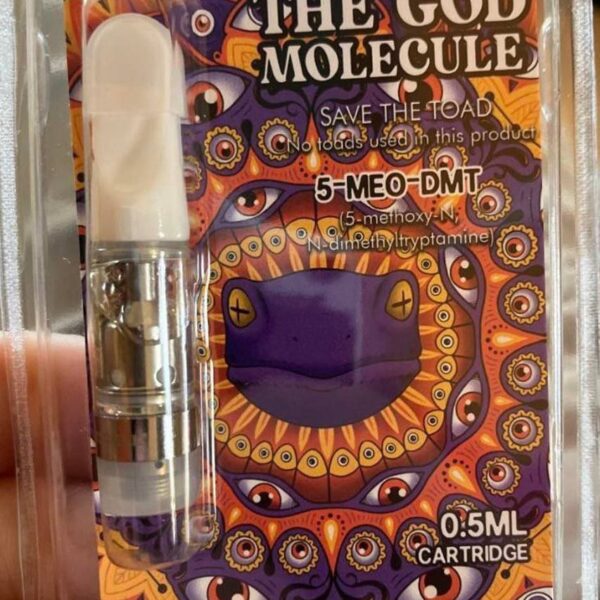 THE GOD
MOLECULE
SAVE THE TOAD
No toads used in this product
5-MEO-DMT
(5-methoxy-N,
N-dimethyltryptamine)
0.5ML
CARTRIDGE